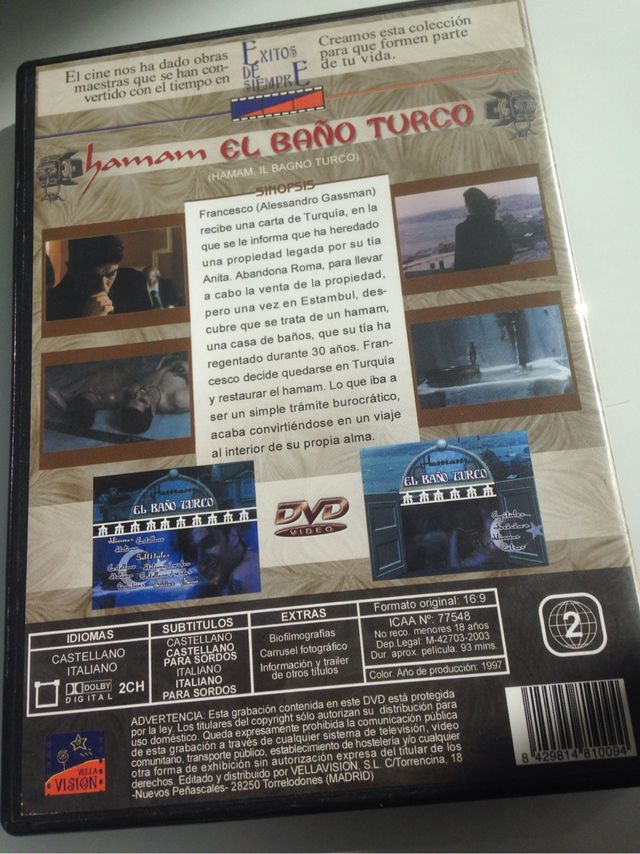 El cine nos ha dado obras
maestras que se han con-
vertido con el tiempo en
EXITOS
DE
SIEMPRE
Creamos esta colección
para que formen parte
de tu vida.
hamam EL BAÑO TURCO
(HAMAM, IL BAGNO TURCO)
SINOPSIS
Francesco (Alessandro Gassman)
recibe una carta de Turquía, en la
que se le informa que ha heredado
una propiedad legada por su tía
Anita. Abandona Roma, para llevar
a cabo la venta de la propiedad,
pero una vez en Estambul, des-
cubre que se trata de un hamam,
una casa de baños, que su tía ha
regentado durante 30 años. Fran-
cesco decide quedarse en Turquía
y restaurar el hamam. Lo que iba a
ser un simple trámite burocrático,
acaba convirtiéndose en un viaje
al interior de su propia alma.
Hamam
EL BAÑO TURCO
Idiomas Castellano
Italiano
Subtítulos
DVD
VIDEO
Hamam
EL BAÑO TURCO
Capítulos
Idiomas
Extras
IDIOMAS
CASTELLANO
ITALIANO
DOLBY
DIGITAL
2CH
SUBTITULOS
CASTELLANO
CASTELLANO
PARA SORDOS
ITALIANO
ITALIANO
PARA SORDOS
EXTRAS
Biofilmografías
Carrusel fotográfico
Información y trailer
de otros títulos
Formato original: 16:9
ICAA Nº: 77548
No reco. menores 18 años
Dep Legal: M-42703-2003
Dur. aprox. película: 93 mins.
Color. Año de producción: 1997
2
ADVERTENCIA: Esta grabación contenida en este DVD está protegida
por la ley. Los titulares del copyright sólo autorizan su distribución para
uso doméstico. Queda expresamente prohibida la comunicación pública
de esta grabación a través de cualquier sistema de televisión, video
comunitario, transporte público, establecimiento de hostelería y/o cualquier
otra forma de exhibición sin autorización expresa del titular de los
derechos. Editado y distribuido por VELLAVISIÓN, S.L. C/Torrencina, 18
-Nuevos Peñascales- 28250 Torrelodones (MADRID)
VELLA
VISIÓN
8 429814 810094